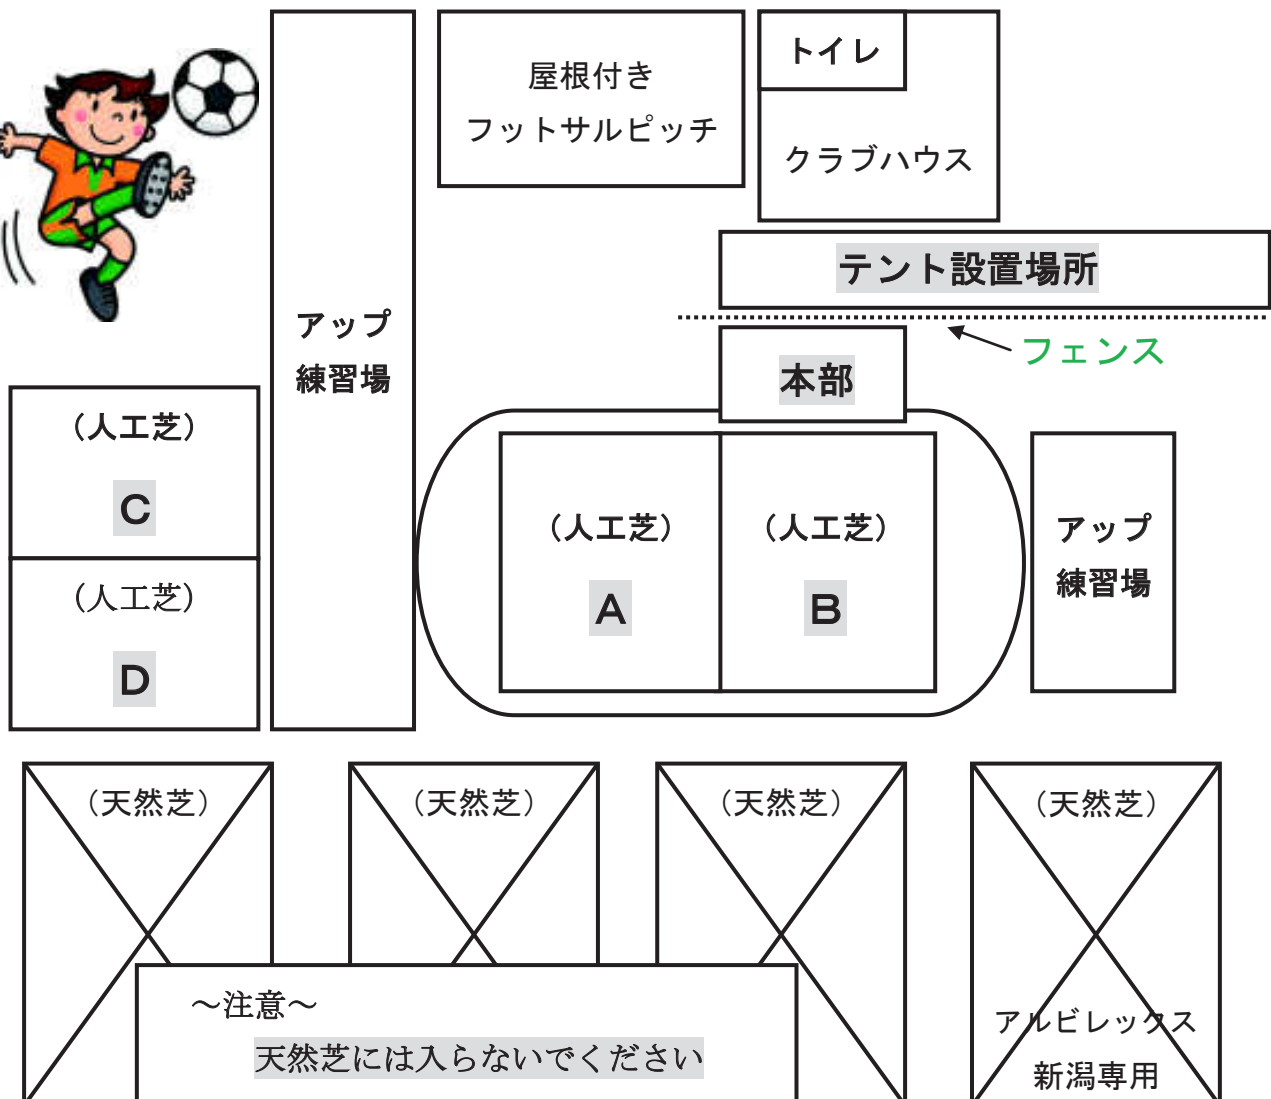 屋根付き
フットサルピッチ
トイレ
クラブハウス
テント設置場所
フェンス
本部
アップ
練習場
（人工芝）
C
（人工芝）
D
（人工芝）
A
（人工芝）
B
アップ
練習場
（天然芝）
（天然芝）
（天然芝）
（天然芝）
アルビレックス
新潟専用
～注意～
天然芝には入らないでください